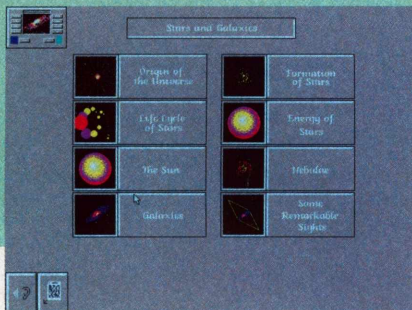 Stars and Galaxies
Origin of
the Universe
Formation
of Stars
Life Cycle
of Stars
Energy of
Stars
The Sun
Nebulae
Galaxies
Some
Remarkable
Sights